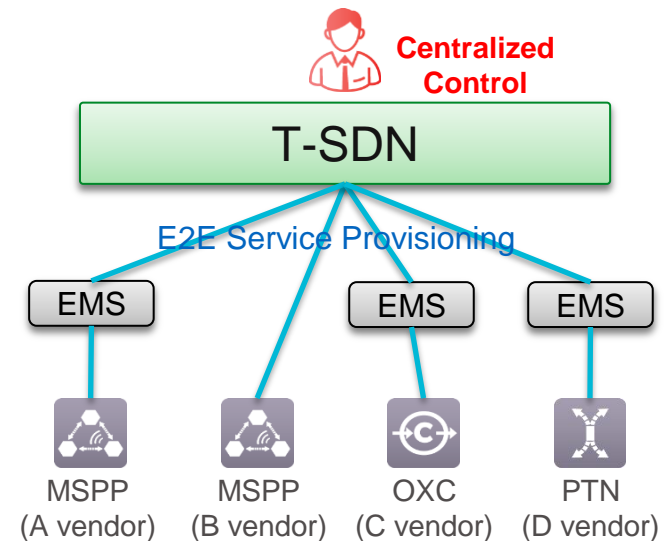 Centralized
Control
T-SDN
E2E Service Provisioning
EMS
EMS
EMS
C
MSPP
(A vendor)
MSPP
(B vendor)
OXC
(C vendor)
PTN
(D vendor)